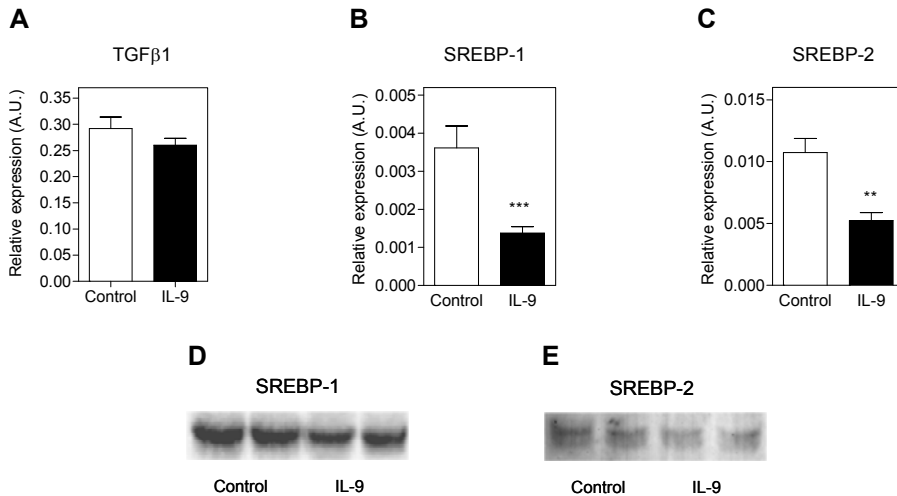 A
TGFβ1
Relative expression (A.U.)
0.35
0.30
0.25
0.20
0.15
0.10
0.05
0.00
Control IL-9
B
SREBP-1
Relative expression (A.U.)
0.005
0.004
0.003
0.002
0.001
0.000
***
Control IL-9
C
SREBP-2
Relative expression (A.U.)
0.015
0.010
0.005
0.000
**
Control IL-9
D
SREBP-1
Control IL-9
E
SREBP-2
Control IL-9